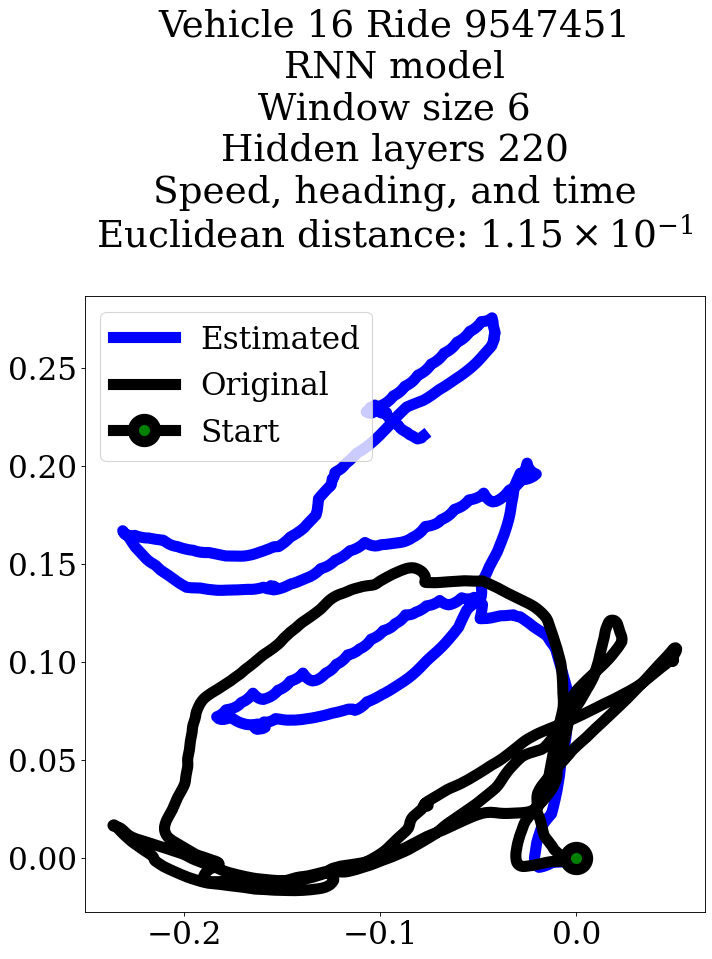 Vehicle 16 Ride 9547451
RNN model
Window size 6
Hidden layers 220
Speed, heading, and time
Euclidean distance: 1.15 × 10⁻¹
Estimated
Original
Start
0.25
0.20
0.15
0.10
0.05
0.00
−0.2 −0.1 0.0